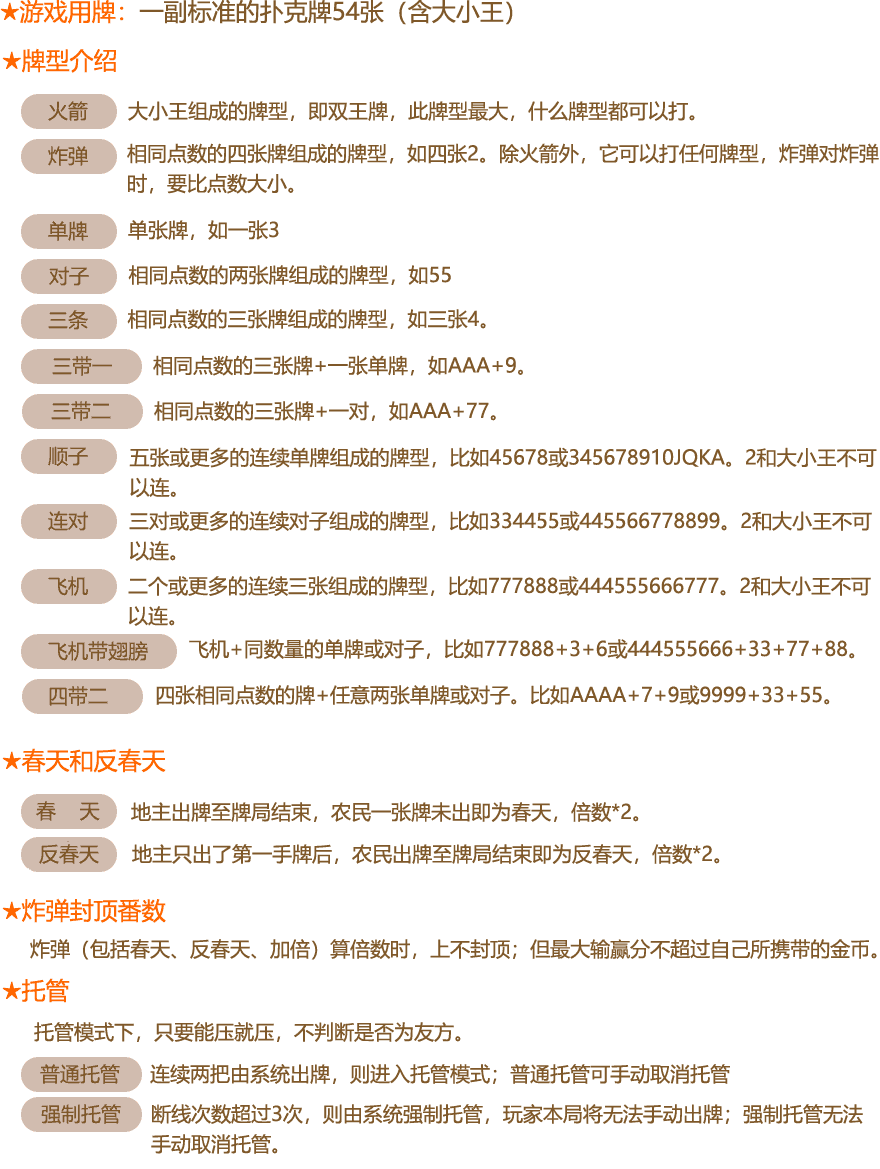 ★游戏用牌：一副标准的扑克牌54张（含大小王）
★牌型介绍
火箭 大小王组成的牌型，即双王牌，此牌型最大，什么牌型都可以打。
炸弹 相同点数的四张牌组成的牌型，如四张2。除火箭外，它可以打任何牌型，炸弹对炸弹
时，要比点数大小。
单牌 单张牌，如一张3
对子 相同点数的两张牌组成的牌型，如55
三条 相同点数的三张牌组成的牌型，如三张4。
三带一 相同点数的三张牌+一张单牌，如AAA+9。
三带二 相同点数的三张牌+一对，如AAA+77。
顺子 五张或更多的连续单牌组成的牌型，比如45678或345678910JQKA。2和大小王不可
以连。
连对 三对或更多的连续对子组成的牌型，比如334455或445566778899。2和大小王不可
以连。
飞机 二个或更多的连续三张组成的牌型，比如777888或444555666777。2和大小王不可
以连。
飞机带翅膀 飞机+同数量的单牌或对子，比如777888+3+6或444555666+33+77+88。
四带二 四张相同点数的牌+任意两张单牌或对子。比如AAAA+7+9或9999+33+55。
★春天和反春天
春 天 地主出牌至牌局结束，农民一张牌未出即为春天，倍数*2。
反春天 地主只出了第一手牌后，农民出牌至牌局结束即为反春天，倍数*2。
★炸弹封顶番数
炸弹（包括春天、反春天、加倍）算倍数时，上不封顶；但最大输赢分不超过自己所携带的金币。
★托管
托管模式下，只要能压就压，不判断是否为友方。
普通托管 连续两把由系统出牌，则进入托管模式；普通托管可手动取消托管
强制托管 断线次数超过3次，则由系统强制托管，玩家本局将无法手动出牌；强制托管无法
手动取消托管。